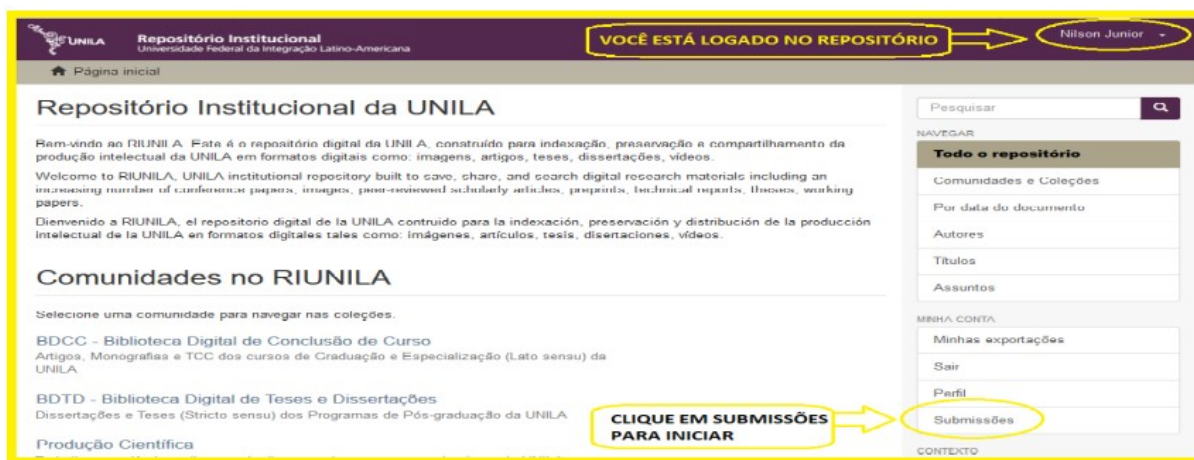 UNILA
Repositório Institucional
Universidade Federal da Integração Latino-Americana
VOCÊ ESTÁ LOGADO NO REPOSITÓRIO
Nilson Junior
Página inicial
Repositório Institucional da UNILA
Bem-vindo ao RIUNILA. Este é o repositório digital da UNILA, construído para indexação, preservação e compartilhamento da
produção intelectual da UNILA em formatos digitais como: imagens, artigos, teses, dissertações, vídeos.
Welcome to RIUNILA, UNILA institutional repository built to save, share, and search digital research materials including an
increasing number of conference papers, images, peer-reviewed scholarly articles, preprints, technical reports, theses, working
papers.
Bienvenido a RIUNILA, el repositorio digital de la UNILA contruido para la indexación, preservación y distribución de la producción
intelectual de la UNILA en formatos digitales tales como: imágenes, artículos, tesis, disertaciones, vídeos.
Comunidades no RIUNILA
Selecione uma comunidade para navegar nas coleções.
BDCC - Biblioteca Digital de Conclusão de Curso
Artigos, Monografias e TCC dos cursos de Graduação e Especialização (Lato sensu) da
UNILA
BDTD - Biblioteca Digital de Teses e Dissertações
Dissertações e Teses (Stricto sensu) dos Programas de Pós-graduação da UNILA
Produção Científica
Pesquisar
NAVEGAR
Todo o repositório
Comunidades e Coleções
Por data do documento
Autores
Títulos
Assuntos
MINHA CONTA
Minhas exportações
Sair
Perfil
CLIQUE EM SUBMISSÕES
PARA INICIAR
Submissões
CONTEXTO